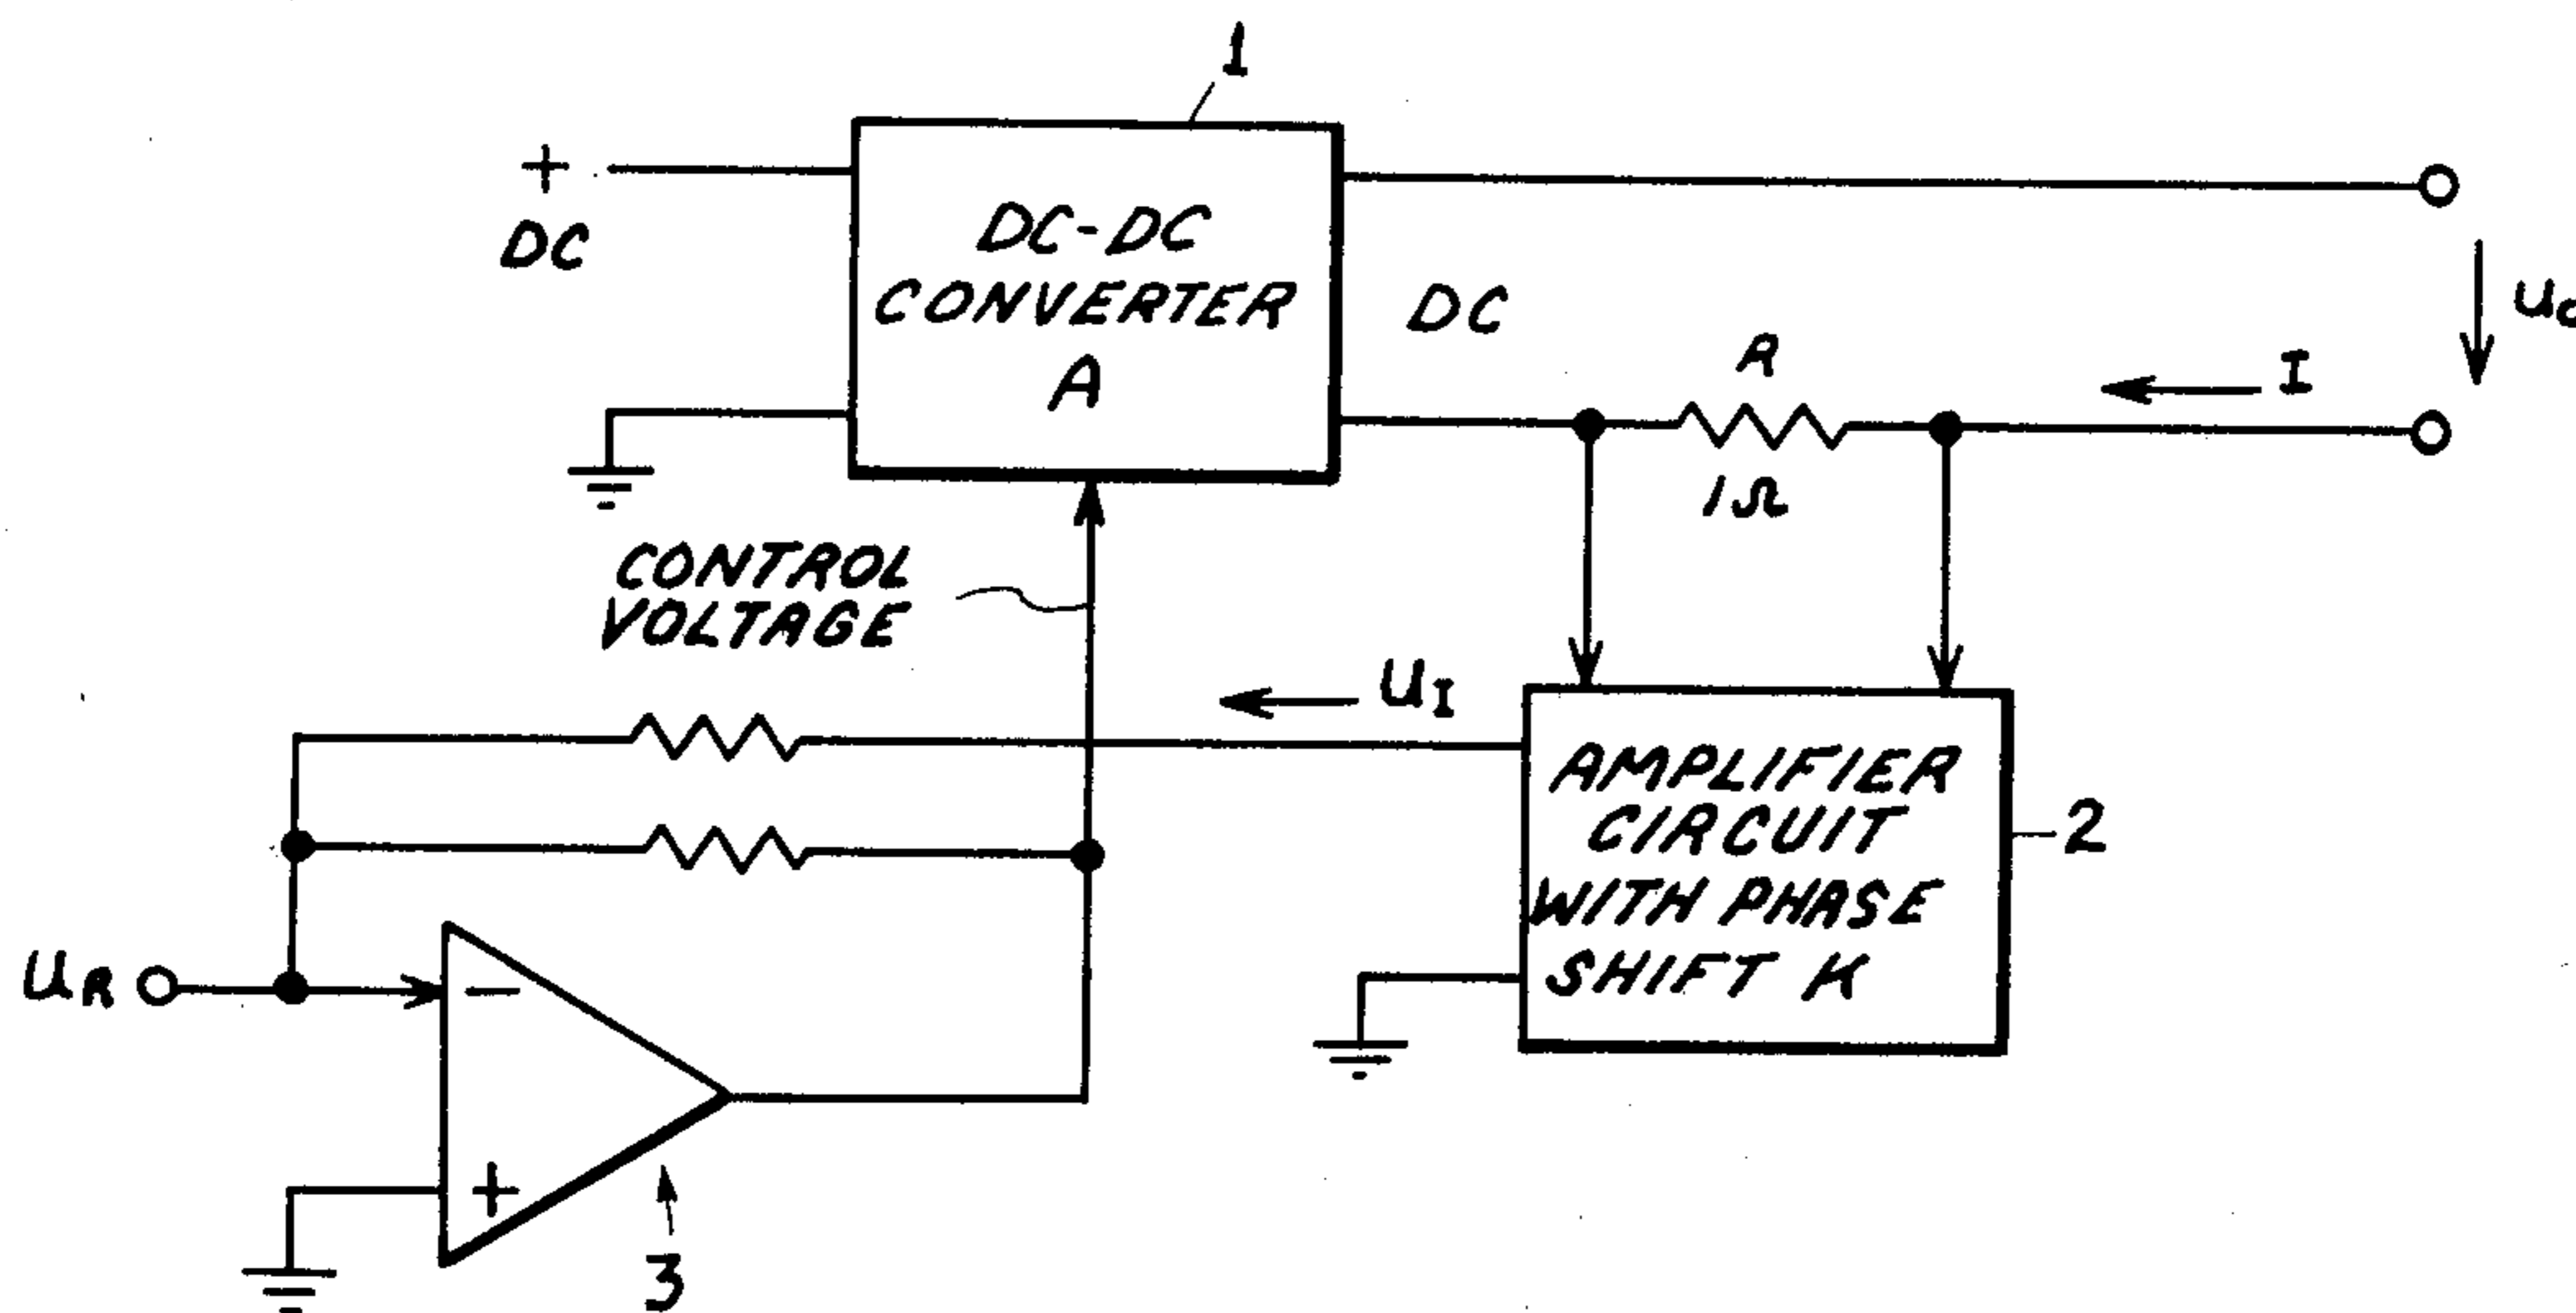 1
+
DC
DC-DC
CONVERTER
A
DC
R
1Ω
I
CONTROL
VOLTAGE
uI
AMPLIFIER
CIRCUIT
WITH PHASE
SHIFT K
2
uR
−
+
3